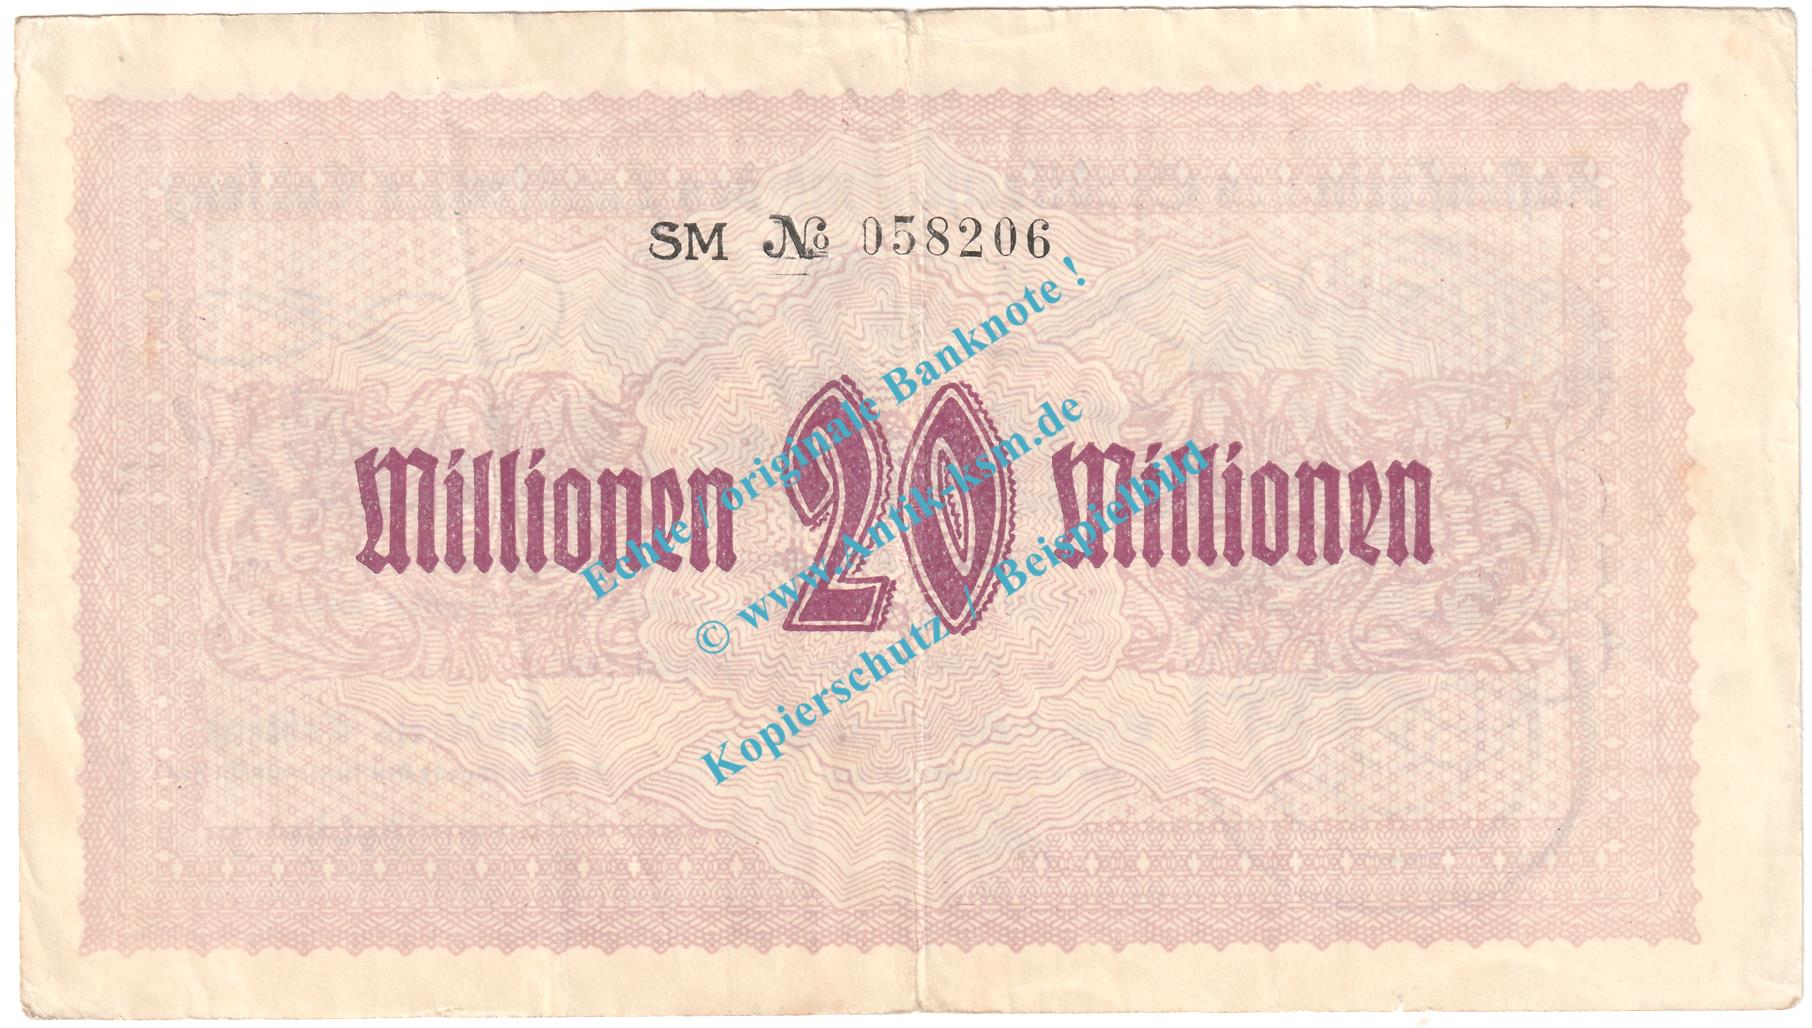 SM № 058206
Millionen 20 Millionen
Echte / originale Banknote !
© www.Antik-ksm.de
Kopierschutz / Beispielbild